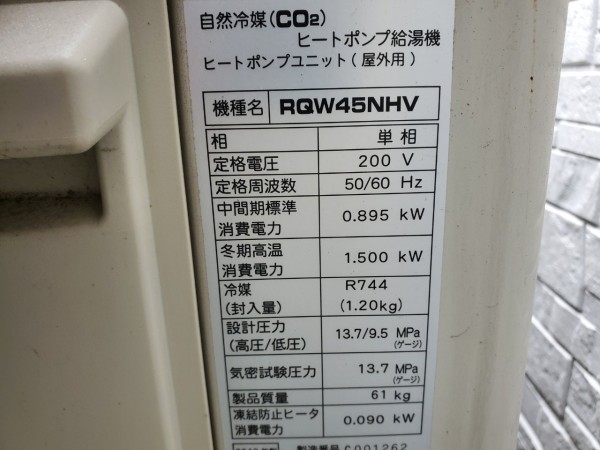 自然冷媒(CO₂)
ヒートポンプ給湯機
ヒートポンプユニット(屋外用)
機種名 RQW45NHV
相 単相
定格電圧 200 V
定格周波数 50/60 Hz
中間期標準
消費電力 0.895 kW
冬期高温
消費電力 1.500 kW
冷媒 R744
(封入量) (1.20kg)
設計圧力 13.7/9.5 MPa
(高圧/低圧) (ゲージ)
気密試験圧力 13.7 MPa
(ゲージ)
製品質量 61 kg
凍結防止ヒータ
消費電力 0.090 kW
製造番号 C001262